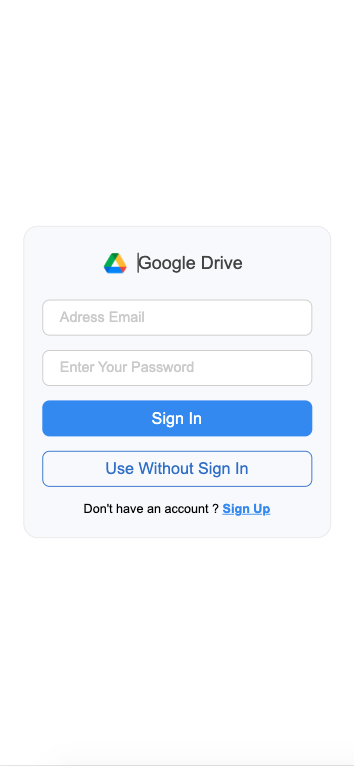 Google Drive
Adress Email
Enter Your Password
Sign In
Use Without Sign In
Don't have an account ? Sign Up